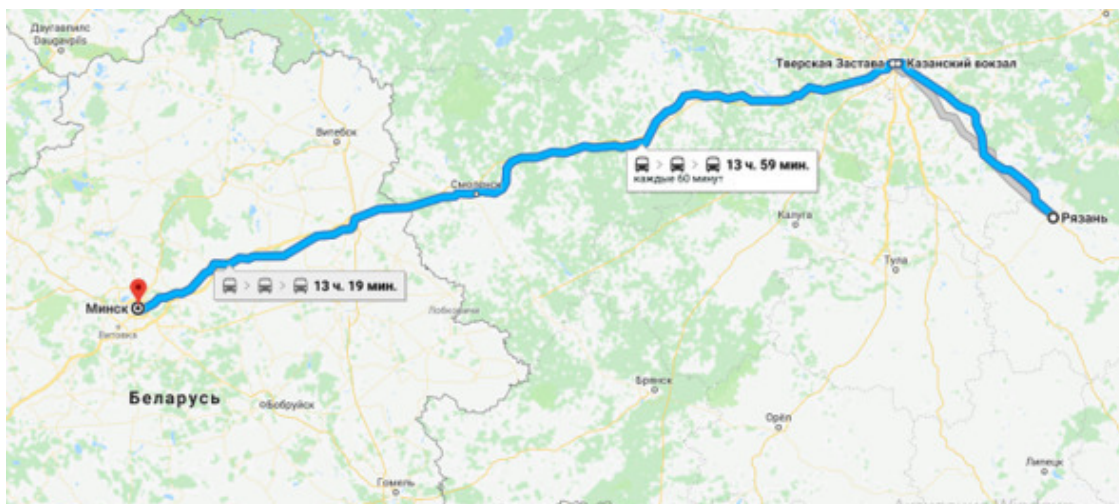 Даугавпилс
Daugavpils
Тверская Застава
Казанский вокзал
Витебск
13 ч. 59 мин.
каждые 60 минут
Смоленск
Калуга
Рязань
Тула
13 ч. 19 мин.
Минск
Лобковичи
Брянск
Беларусь
Бобруйск
Орёл
Липецк
Гомель